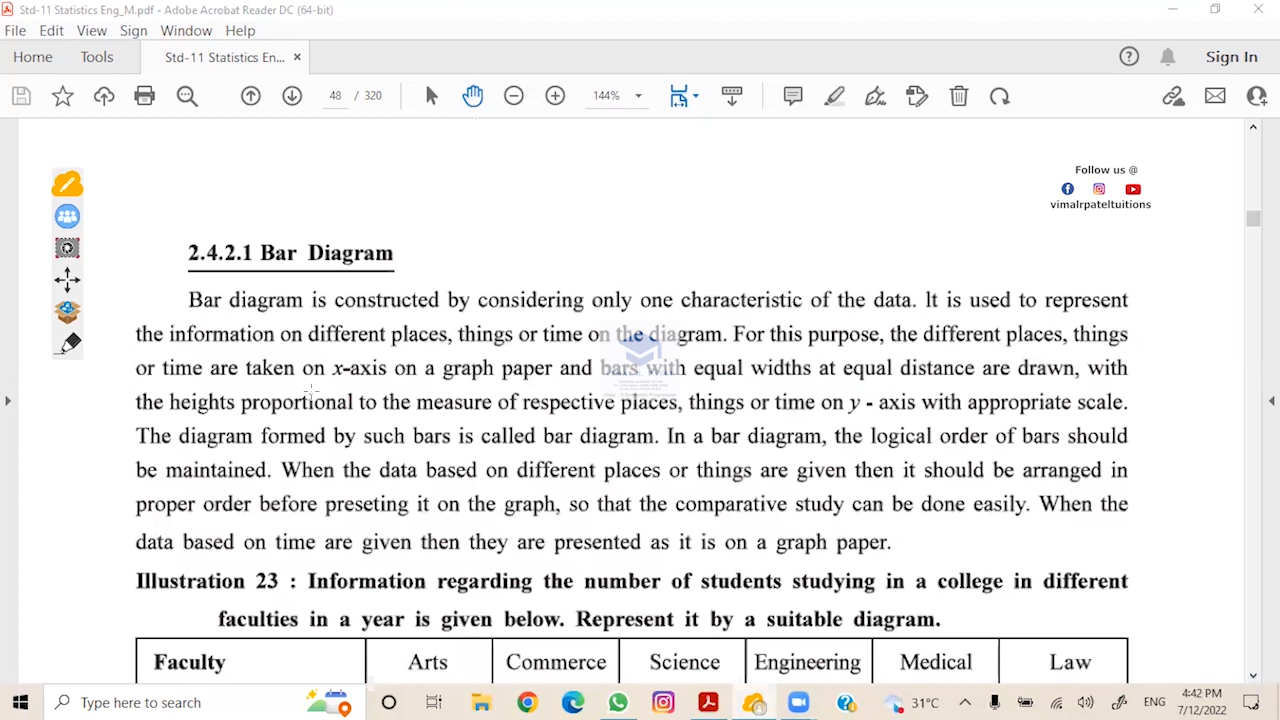 Std-11 Statistics Eng_M.pdf - Adobe Acrobat Reader DC (64-bit)
File Edit View Sign Window Help
Home Tools Std-11 Statistics En... × Sign In
48 / 320 144%
Follow us @
vimalrpateltuitions
2.4.2.1 Bar Diagram
Bar diagram is constructed by considering only one characteristic of the data. It is used to represent
the information on different places, things or time on the diagram. For this purpose, the different places, things
or time are taken on x-axis on a graph paper and bars with equal widths at equal distance are drawn, with
the heights proportional to the measure of respective places, things or time on y - axis with appropriate scale.
The diagram formed by such bars is called bar diagram. In a bar diagram, the logical order of bars should
be maintained. When the data based on different places or things are given then it should be arranged in
proper order before preseting it on the graph, so that the comparative study can be done easily. When the
data based on time are given then they are presented as it is on a graph paper.
Illustration 23 : Information regarding the number of students studying in a college in different
faculties in a year is given below. Represent it by a suitable diagram.
Faculty Arts Commerce Science Engineering Medical Law
Type here to search 31°C ENG 4:42 PM
7/12/2022